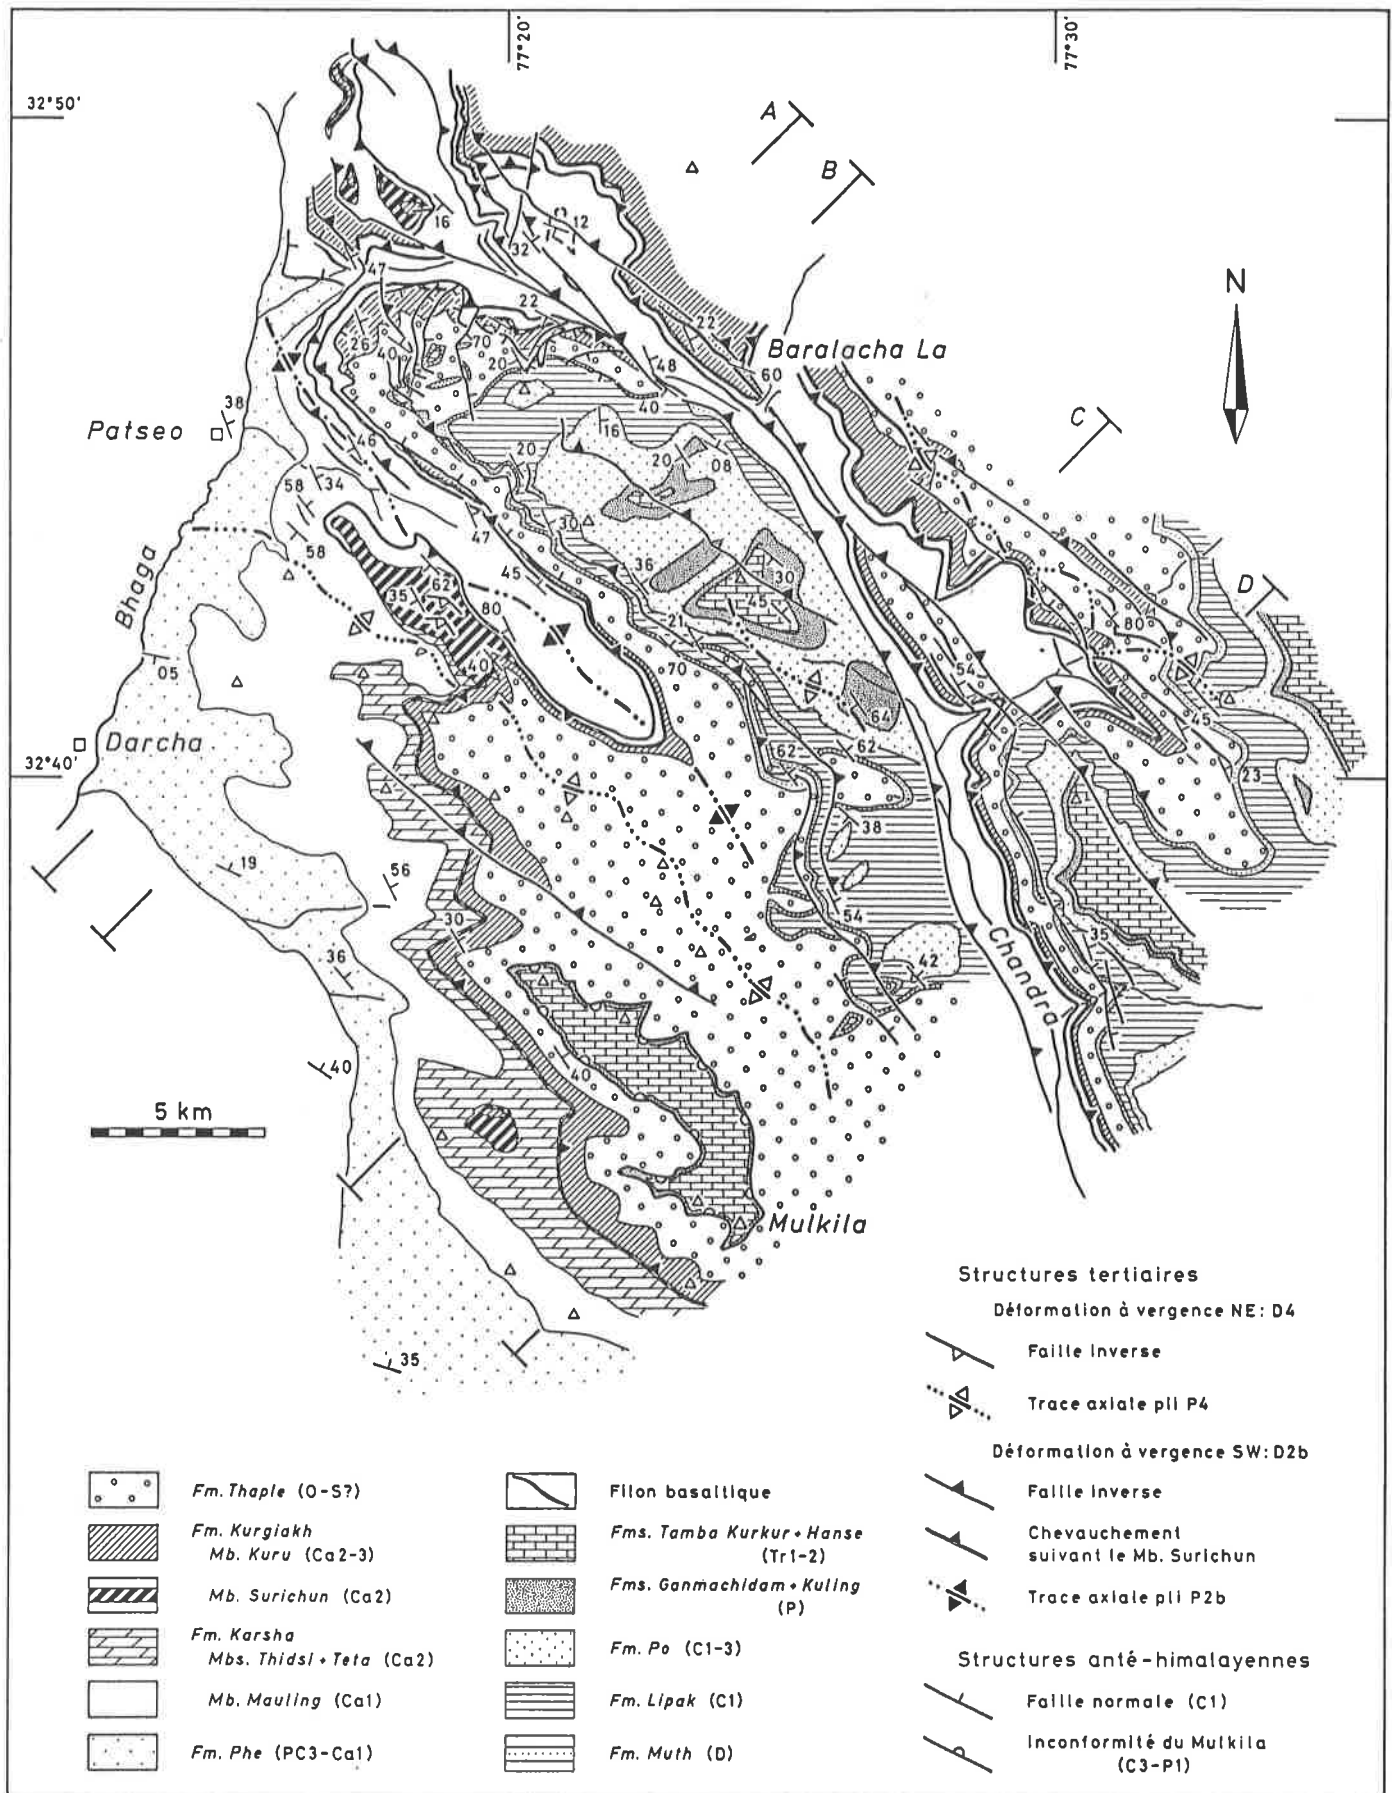 77°20'
77°30'
32°50'
A
B
16
12
32
47
22
N
22
26
40
70
20
48
60
Baralacha La
40
38
Patseo
46
16
20
20
08
C
58
34
30
47
58
36
45
30
62
35
45
80
21
D
80
Bhaga
05
40
70
54
64
45
Darcha
62
62
32°40'
23
38
19
56
54
30
35
36
42
Chandra
40
40
5 km
Mulkila
35
Structures tertiaires
Déformation à vergence NE: D4
Faille inverse
Trace axiale pli P4
Déformation à vergence SW: D2b
Faille inverse
Chevauchement
suivant le Mb. Surichun
Trace axiale pli P2b
Structures anté-himalayennes
Faille normale (C1)
Inconformité du Mulkila
(C3-P1)
Fm. Thaple (O-S?)
Fm. Kurgiakh
Mb. Kuru (Ca2-3)
Mb. Surichun (Ca2)
Fm. Karsha
Mbs. Thidsi + Teta (Ca2)
Mb. Mauling (Ca1)
Fm. Phe (PC3-Ca1)
Filon basaltique
Fms. Tamba Kurkur + Hanse
(Tr1-2)
Fms. Ganmachidam + Kuling
(P)
Fm. Po (C1-3)
Fm. Lipak (C1)
Fm. Muth (D)